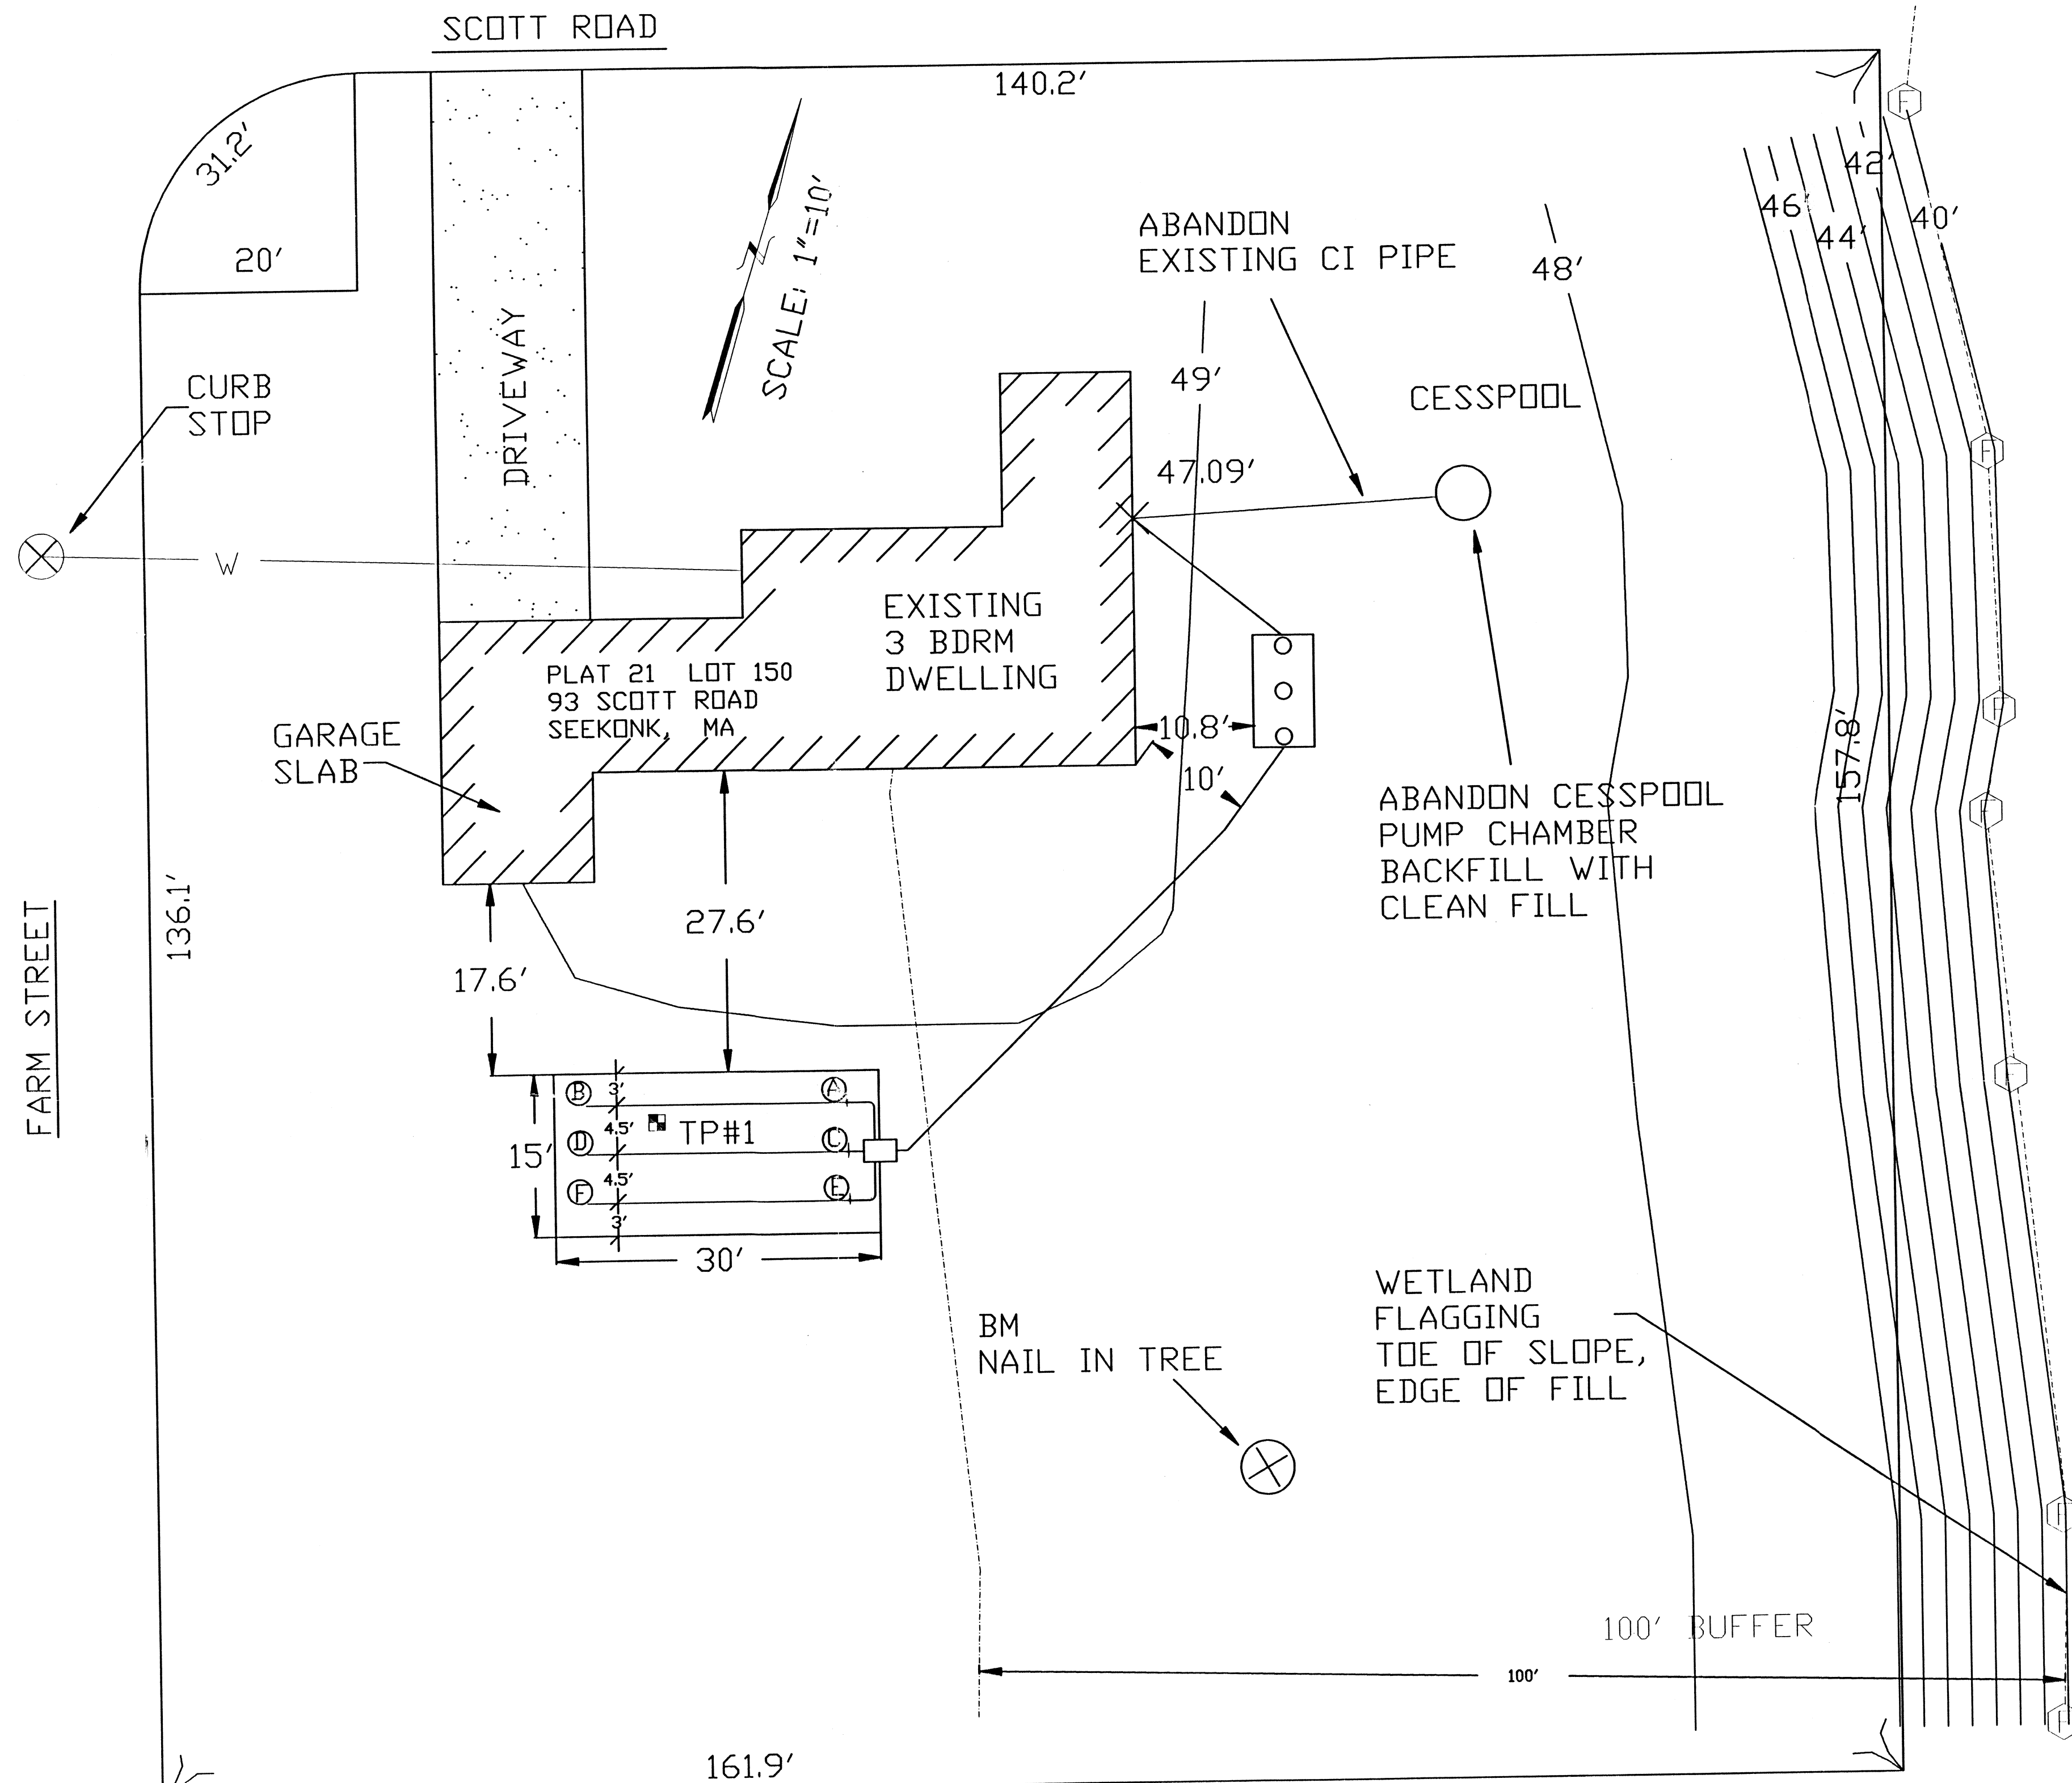 SCOTT ROAD
140.2'
31.2'
20'
DRIVEWAY
N
SCALE: 1"=10'
ABANDON
EXISTING CI PIPE
48'
46'
44'
42'
40'
F
CURB
STOP
49'
CESSPOOL
47.09'
F
W
EXISTING
3 BDRM
DWELLING
PLAT 21 LOT 150
93 SCOTT ROAD
SEEKONK, MA
F
10.8'
10'
GARAGE
SLAB
157.8'
F
ABANDON CESSPOOL
PUMP CHAMBER
BACKFILL WITH
CLEAN FILL
FARM STREET
136.1'
27.6'
17.6'
F
B
3'
A
4.5'
TP#1
15'
D
C
4.5'
F
E
3'
30'
BM
NAIL IN TREE
WETLAND
FLAGGING
TOE OF SLOPE,
EDGE OF FILL
F
100' BUFFER
100'
F
161.9'